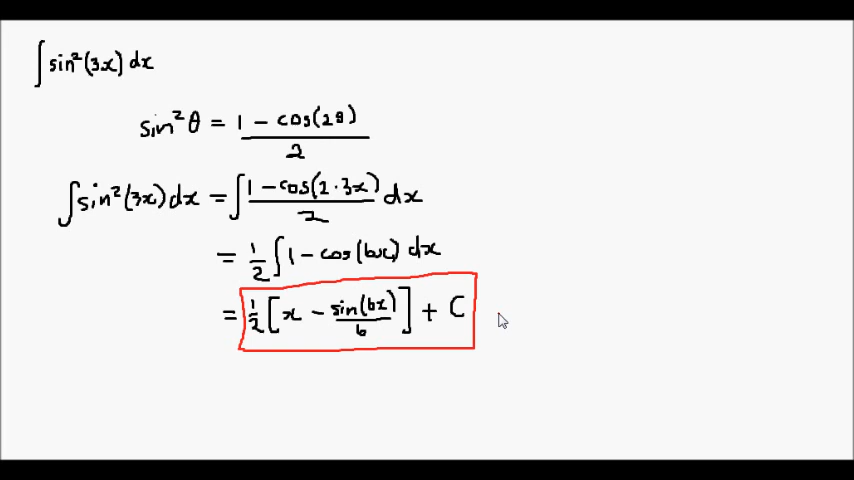 ∫ sin²(3x) dx
sin²θ = (1 − cos(2θ))/2
∫ sin²(3x) dx = ∫ (1 − cos(2·3x))/2 dx
= 1/2 ∫ 1 − cos(6x) dx
= 1/2 [x − sin(6x)/6] + C